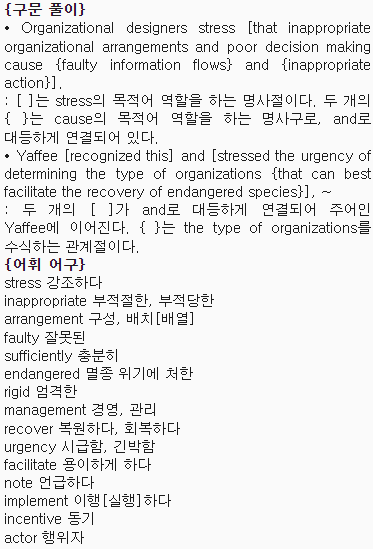 {구문 풀이}
• Organizational designers stress [that inappropriate
organizational arrangements and poor decision making
cause {faulty information flows} and {inappropriate
action}].
: [ ]는 stress의 목적어 역할을 하는 명사절이다. 두 개의
{ }는 cause의 목적어 역할을 하는 명사구로, and로
대등하게 연결되어 있다.
• Yaffee [recognized this] and [stressed the urgency of
determining the type of organizations {that can best
facilitate the recovery of endangered species}], ~
: 두 개의 [ ]가 and로 대등하게 연결되어 주어인
Yaffee에 이어진다. { }는 the type of organizations를
수식하는 관계절이다.
{어휘 어구}
stress 강조하다
inappropriate 부적절한, 부적당한
arrangement 구성, 배치[배열]
faulty 잘못된
sufficiently 충분히
endangered 멸종 위기에 처한
rigid 엄격한
management 경영, 관리
recover 복원하다, 회복하다
urgency 시급함, 긴박함
facilitate 용이하게 하다
note 언급하다
implement 이행[실행]하다
incentive 동기
actor 행위자